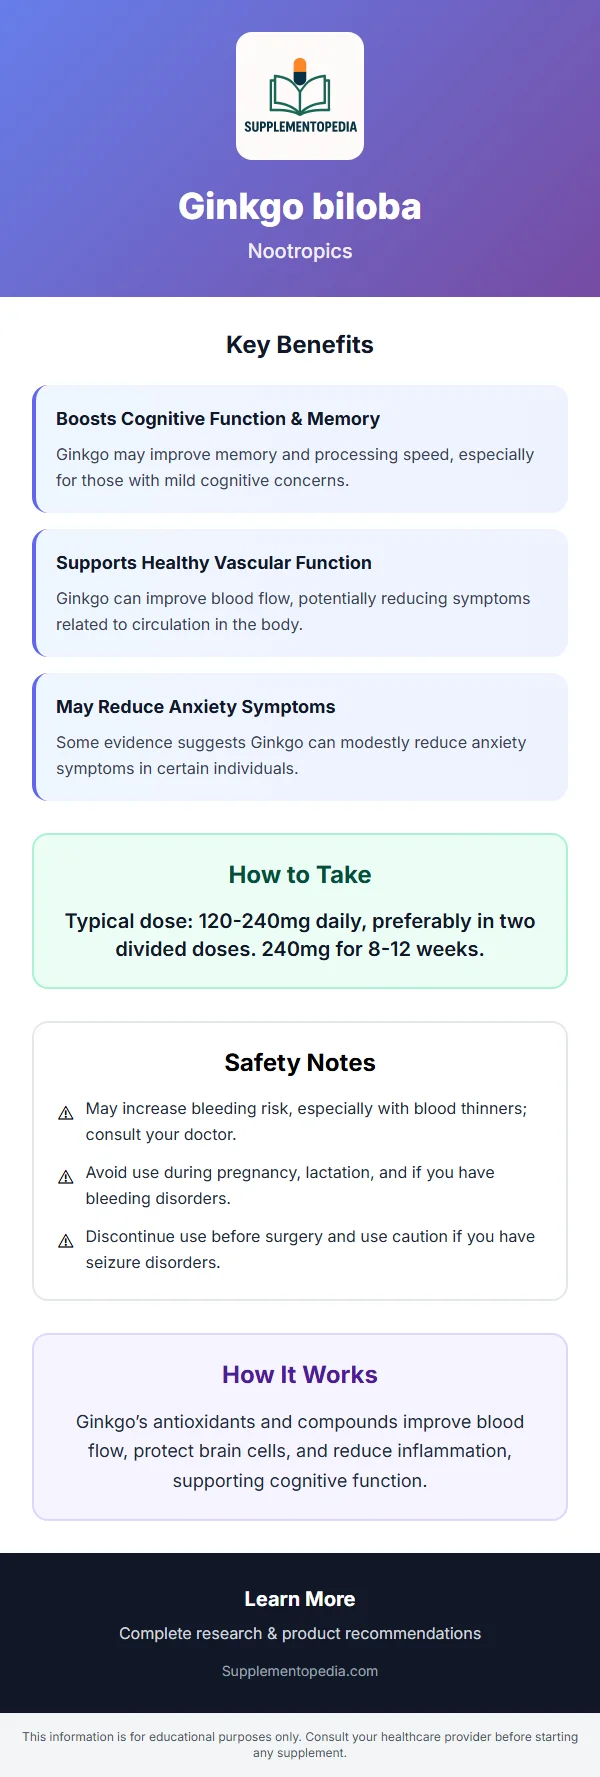 SUPPLEMENTOPEDIA
Ginkgo biloba
Nootropics
Key Benefits
Boosts Cognitive Function & Memory
Ginkgo may improve memory and processing speed, especially
for those with mild cognitive concerns.
Supports Healthy Vascular Function
Ginkgo can improve blood flow, potentially reducing symptoms
related to circulation in the body.
May Reduce Anxiety Symptoms
Some evidence suggests Ginkgo can modestly reduce anxiety
symptoms in certain individuals.
How to Take
Typical dose: 120-240mg daily, preferably in two
divided doses. 240mg for 8-12 weeks.
Safety Notes
⚠ May increase bleeding risk, especially with blood thinners;
consult your doctor.
⚠ Avoid use during pregnancy, lactation, and if you have
bleeding disorders.
⚠ Discontinue use before surgery and use caution if you have
seizure disorders.
How It Works
Ginkgo’s antioxidants and compounds improve blood
flow, protect brain cells, and reduce inflammation,
supporting cognitive function.
Learn More
Complete research & product recommendations
Supplementopedia.com
This information is for educational purposes only. Consult your healthcare provider before starting
any supplement.